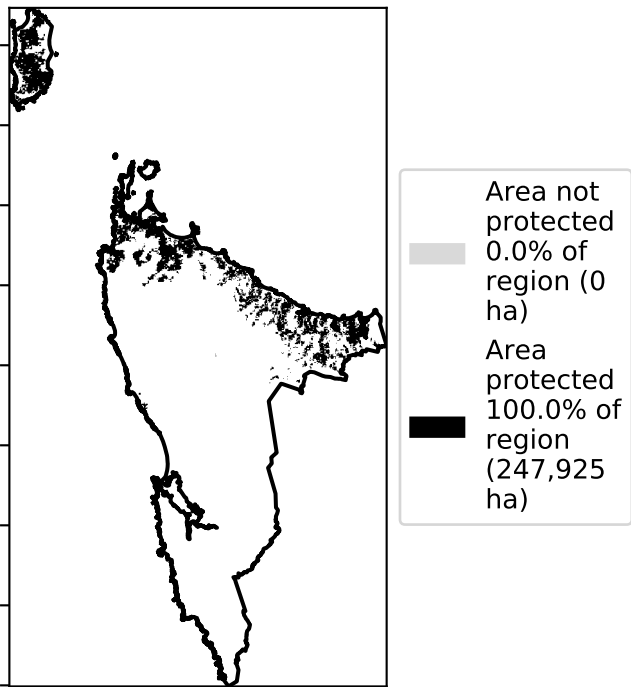 Area not
protected
0.0% of
region (0
ha)
Area
protected
100.0% of
region
(247,925
ha)